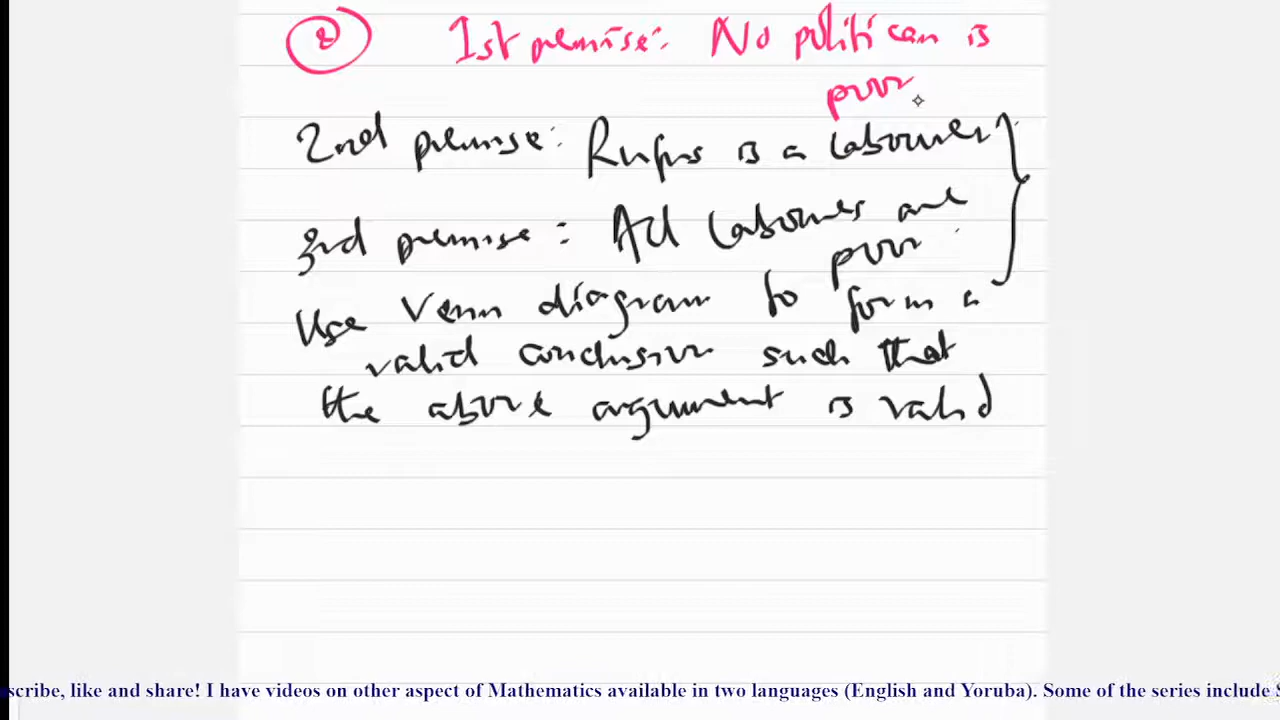 2 1st premise: No politican is
poor
2nd premise: Rufus is a labourer
3rd premise: All labourers are
poor
Use Venn diagram to form a
valid conclusion such that
the above argument is valid
scribe, like and share! I have videos on other aspect of Mathematics available in two languages (English and Yoruba). Some of the series include S